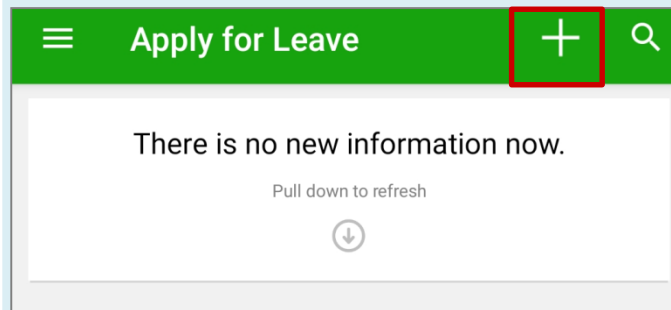 Apply for Leave
There is no new information now.
Pull down to refresh